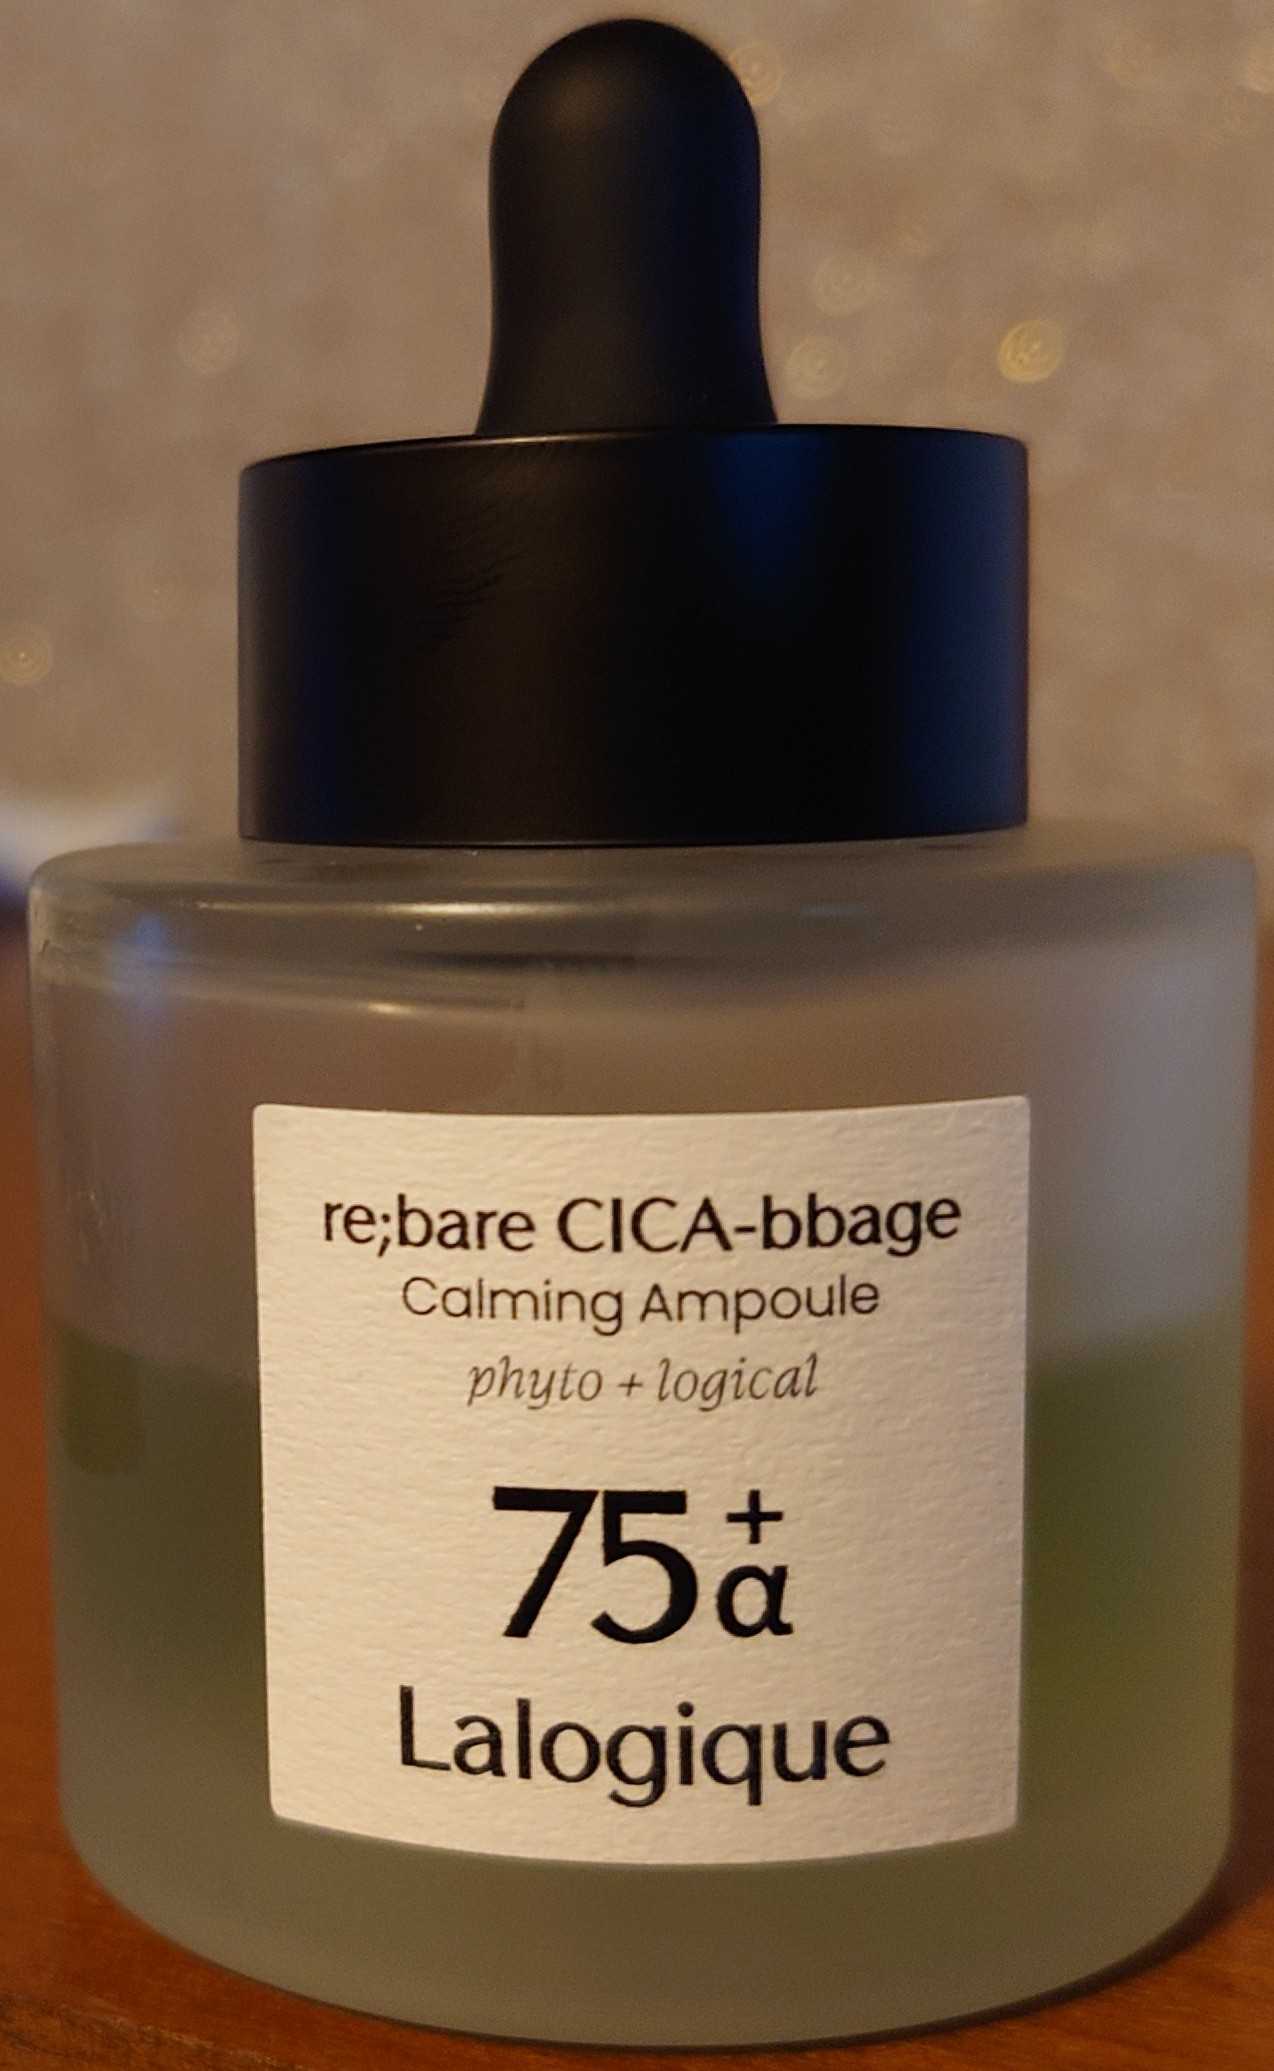 re;bare CICA-bbage
Calming Ampoule
phyto + logical
75+α
Lalogique